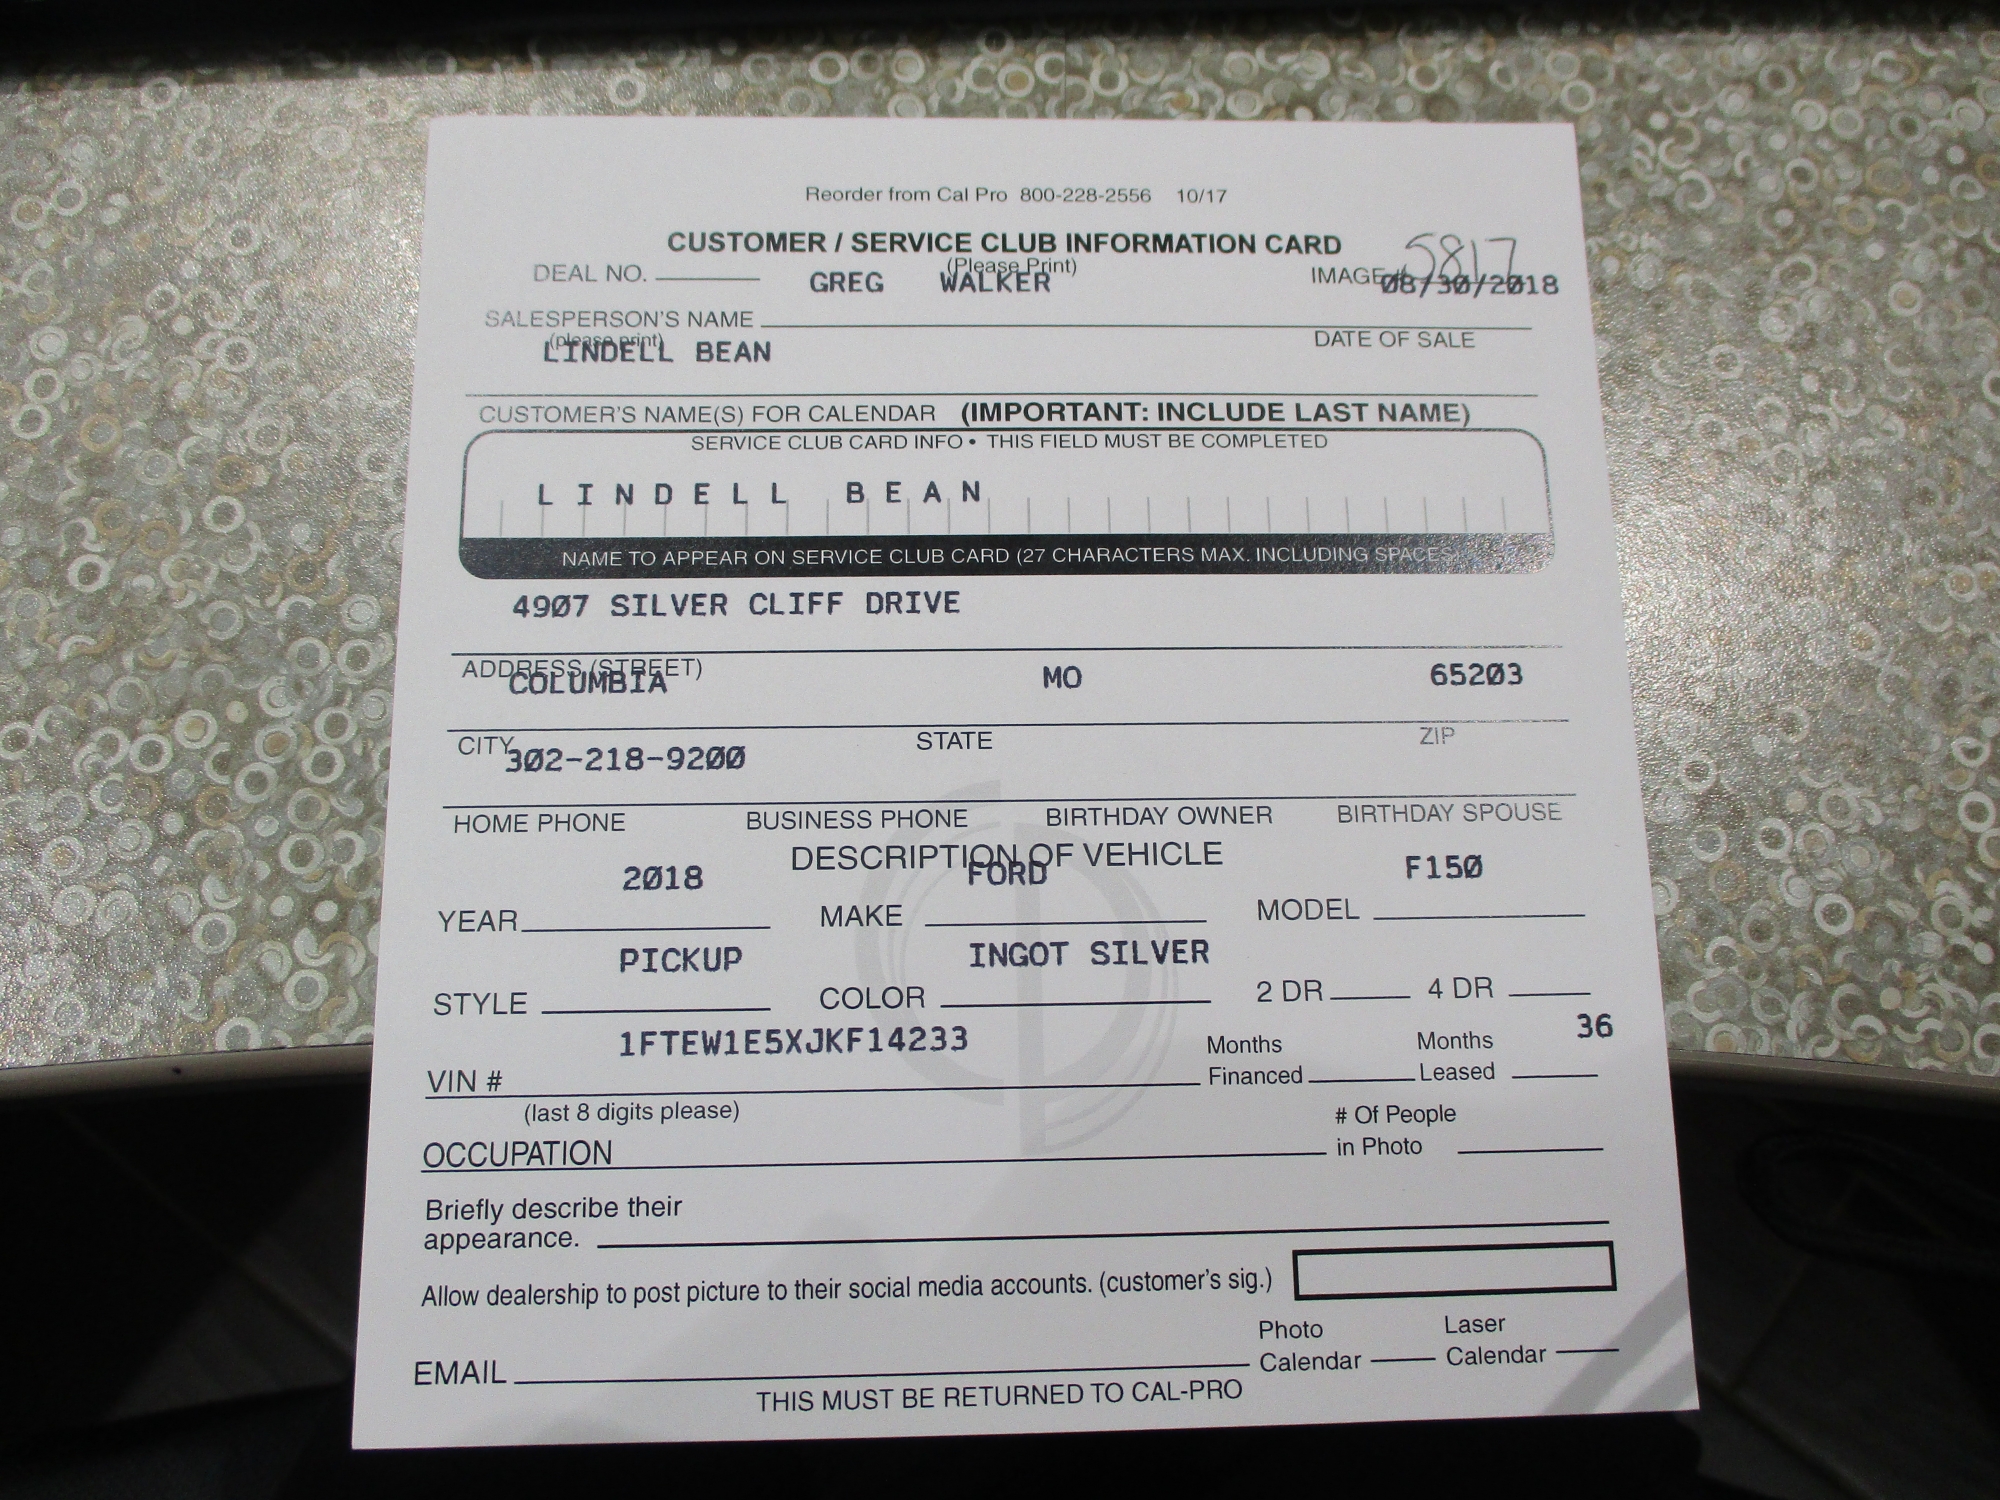 Reorder from Cal Pro 800-228-2556 10/17
CUSTOMER / SERVICE CLUB INFORMATION CARD
(Please Print)
DEAL NO. GREG WALKER IMAGE# 5817
08/30/2018
SALESPERSON'S NAME
(please print) DATE OF SALE
LINDELL BEAN
CUSTOMER'S NAME(S) FOR CALENDAR (IMPORTANT: INCLUDE LAST NAME)
SERVICE CLUB CARD INFO • THIS FIELD MUST BE COMPLETED
LINDELL BEAN
NAME TO APPEAR ON SERVICE CLUB CARD (27 CHARACTERS MAX. INCLUDING SPACES)
4907 SILVER CLIFF DRIVE
ADDRESS (STREET)
COLUMBIA MO 65203
CITY STATE ZIP
302-218-9200
HOME PHONE BUSINESS PHONE BIRTHDAY OWNER BIRTHDAY SPOUSE
DESCRIPTION OF VEHICLE
2018 FORD F150
YEAR MAKE MODEL
PICKUP INGOT SILVER
STYLE COLOR 2 DR 4 DR
1FTEW1E5XJKF14233 36
VIN # Months Financed Months Leased
(last 8 digits please)
OCCUPATION # Of People in Photo
Briefly describe their
appearance.
Allow dealership to post picture to their social media accounts. (customer's sig.)
EMAIL Photo Calendar Laser Calendar
THIS MUST BE RETURNED TO CAL-PRO